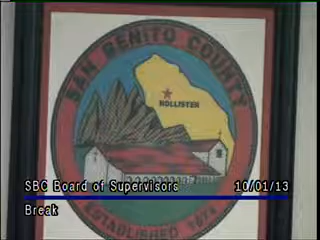 SAN BENITO COUNTY
HOLLISTER
SBC Board of Supervisors 10/01/13
Break
ESTABLISHED 1874